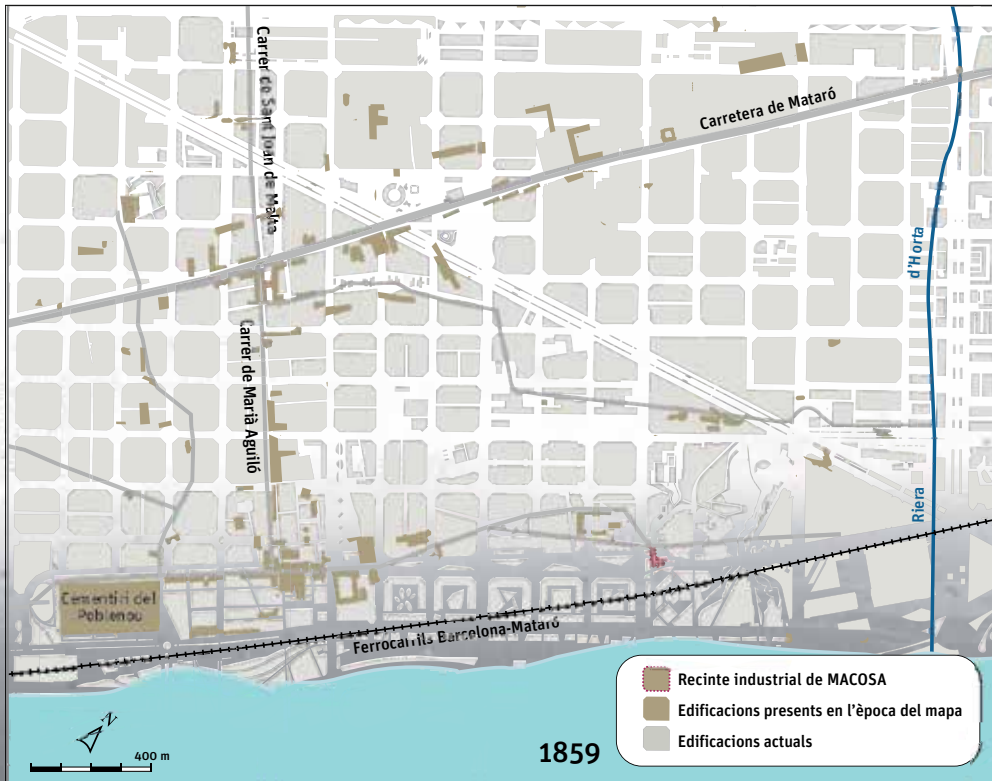 Carrer de Sant Joan de Malta
Carretera de Mataró
Riera d'Horta
Carrer de Marià Aguiló
Cementiri del
Poblenou
Ferrocarrils Barcelona-Mataró
N
400 m
1859
Recinte industrial de MACOSA
Edificacions presents en l'època del mapa
Edificacions actuals